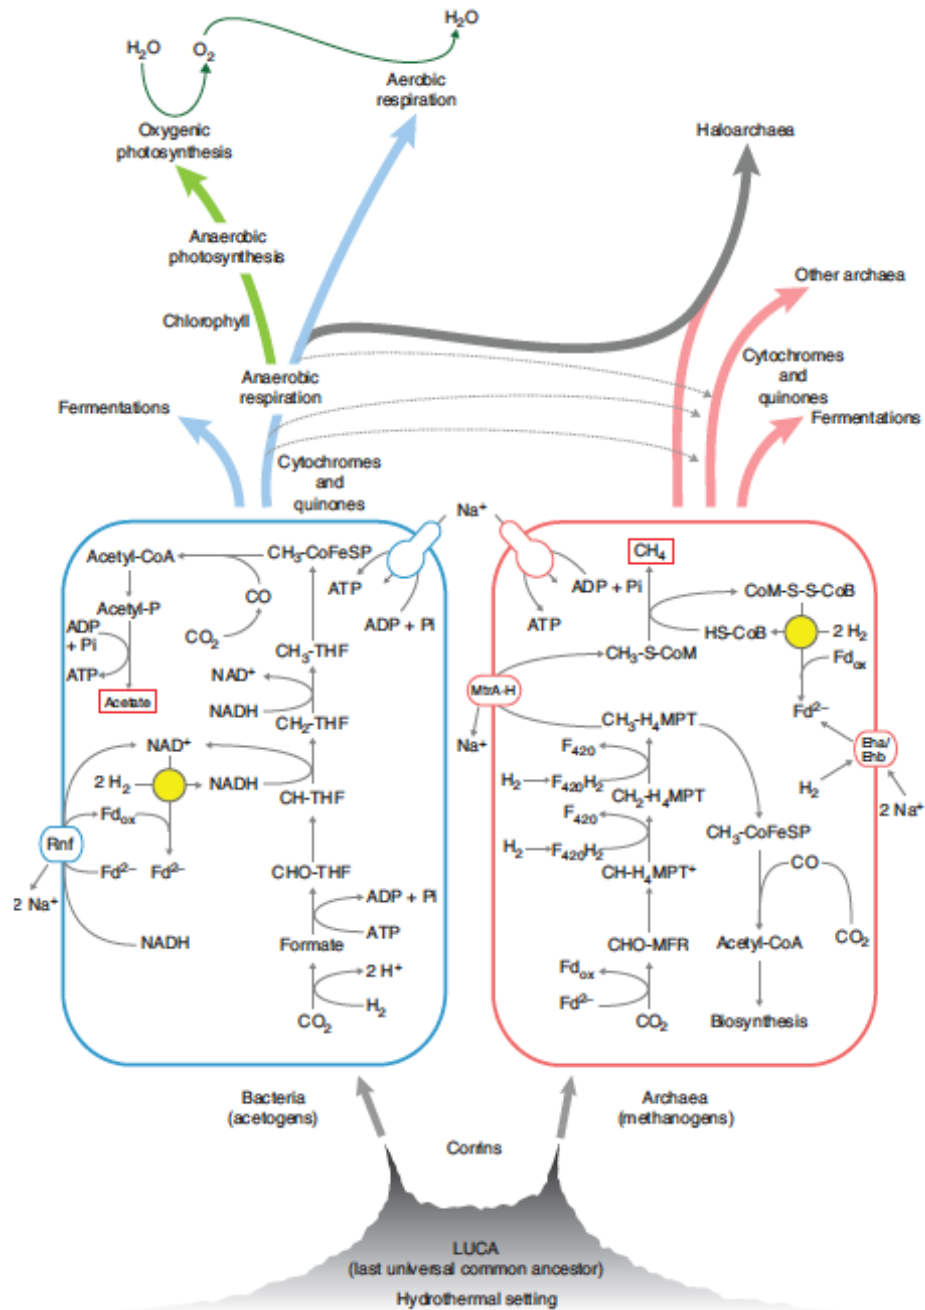 H₂O
O₂
H₂O
Aerobic
respiration
Oxygenic
photosynthesis
Haloarchaea
Anaerobic
photosynthesis
Other archaea
Chlorophyll
Cytochromes
and
quinones
Anaerobic
respiration
Fermentations
Fermentations
Cytochromes
and
quinones
Na⁺
Acetyl-CoA
CH₃-CoFeSP
ATP
ADP + Pi
CO
CO₂
Acetyl-P
ADP
+ Pi
ATP
Acetate
CH₃-THF
NAD⁺
NADH
CH₂-THF
NAD⁺
2 H₂
NADH
CH-THF
Fdₒₓ
Rnf
Fd²⁻
Fd²⁻
2 Na⁺
NADH
CHO-THF
ADP + Pi
ATP
Formate
2 H⁺
H₂
CO₂
CH₄
ADP + Pi
ATP
CoM-S-S-CoB
HS-CoB
2 H₂
Fdₒₓ
Fd²⁻
CH₃-S-CoM
MtrA-H
Na⁺
CH₃-H₄MPT
Eha/
Ehb
H₂
2 Na⁺
F₄₂₀
H₂
F₄₂₀H₂
CH₂-H₄MPT
F₄₂₀
H₂
F₄₂₀H₂
CH-H₄MPT⁺
CH₃-CoFeSP
CO
CO₂
Acetyl-CoA
Biosynthesis
CHO-MFR
Fdₒₓ
Fd²⁻
CO₂
Bacteria
(acetogens)
Archaea
(methanogens)
Corrins
LUCA
(last universal common ancestor)
Hydrothermal setting